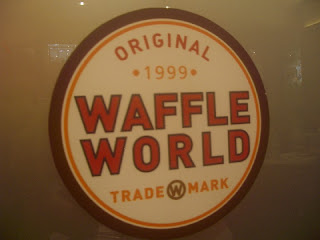 ORIGINAL
• 1999 •
WAFFLE
WORLD
TRADE W MARK